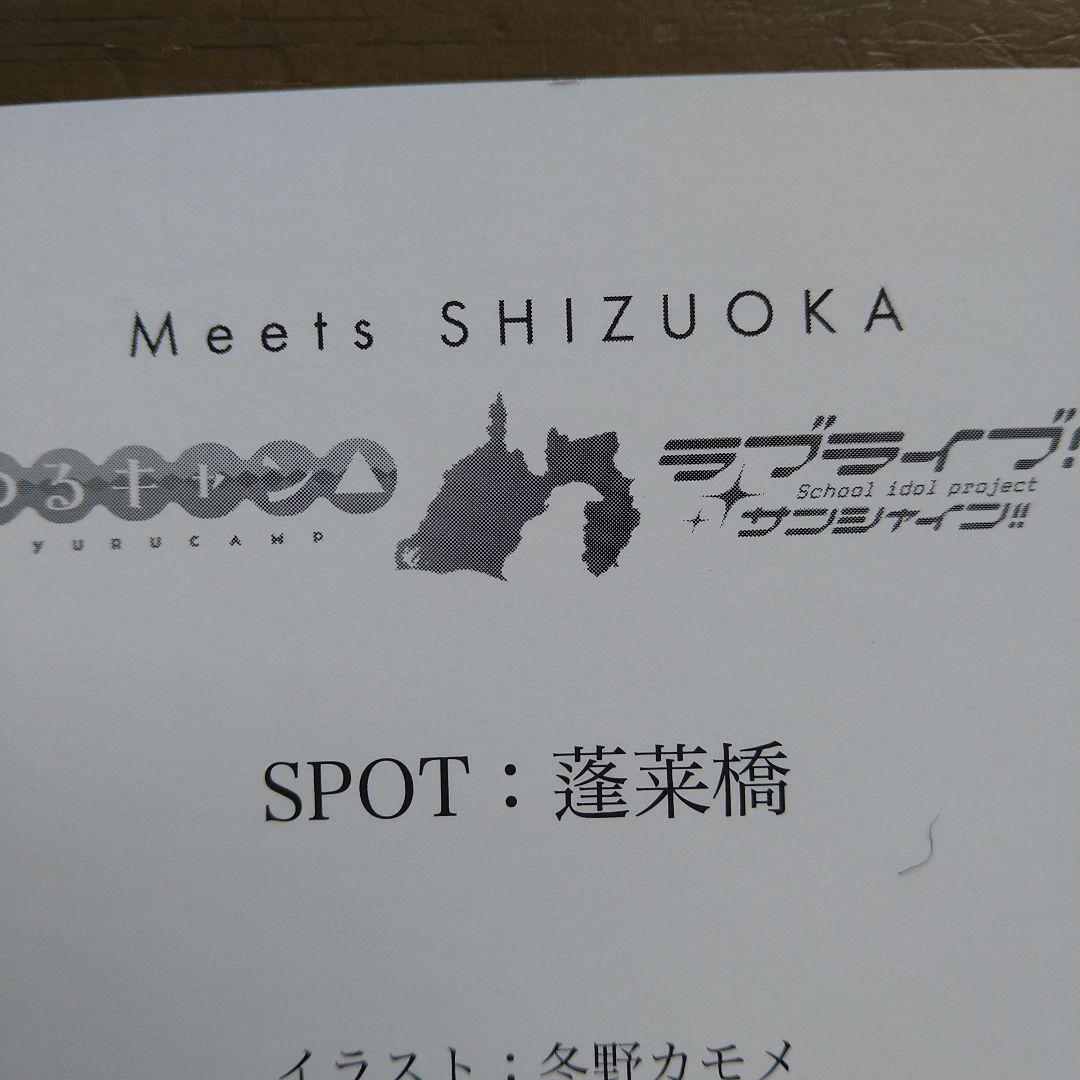 Meets SHIZUOKA
ゆるキャン△
YURUCAMP
ラブライブ!
School idol project
サンシャイン!!
SPOT：蓬莱橋
イラスト：冬野カモメ